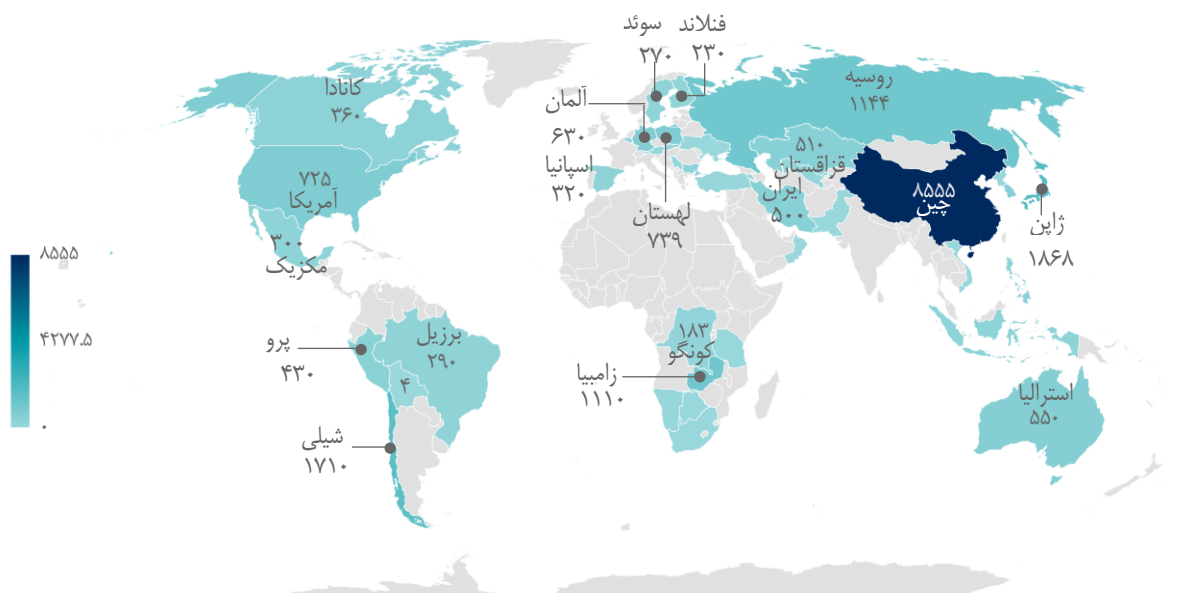 سوئد
۲۷۰
فنلاند
۲۳۰
کانادا
۳۶۰
روسیه
۱۱۴۴
آلمان
۶۳۰
اسپانیا
۳۲۰
لهستان
۷۳۹
۵۱۰
قزاقستان
ایران
۵۰۰
۸۵۵۵
چین
ژاپن
۱۸۶۸
۷۲۵
آمریکا
۳۰۰
مکزیک
۸۵۵۵
۴۲۷۷.۵
۰
پرو
۴۳۰
برزیل
۲۹۰
۴
شیلی
۱۷۱۰
۱۸۳
کونگو
زامبیا
۱۱۱۰
استرالیا
۵۵۰